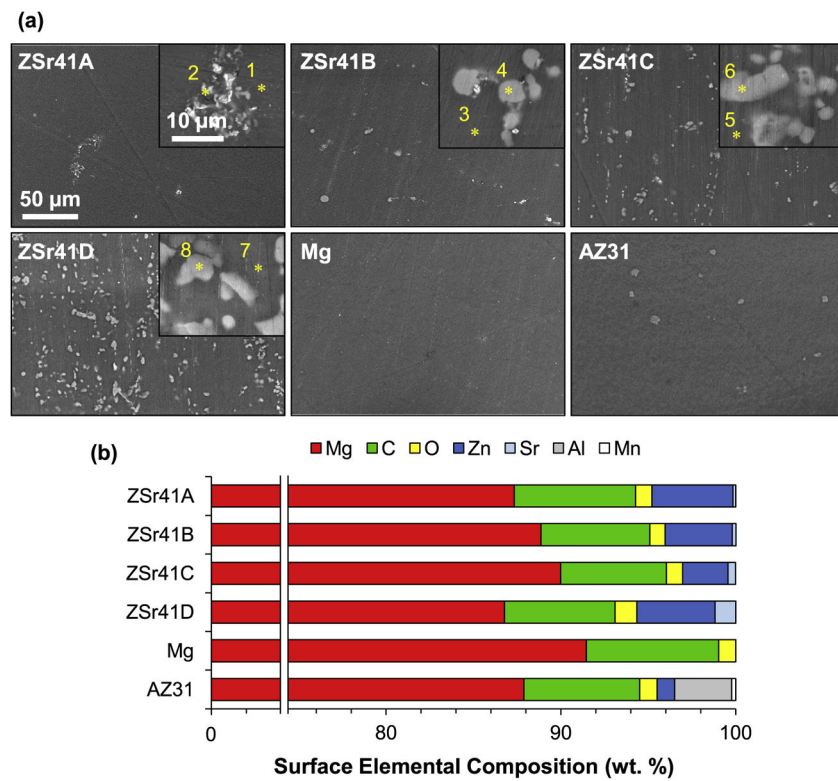 (a)
ZSr41A
2
1
*
*
10 µm
50 µm
ZSr41B
4
*
3
*
ZSr41C
6
*
5
*
ZSr41D
8
7
*
*
Mg
AZ31
(b)
Mg C O Zn Sr Al Mn
ZSr41A
ZSr41B
ZSr41C
ZSr41D
Mg
AZ31
0 80 90 100
Surface Elemental Composition (wt. %)